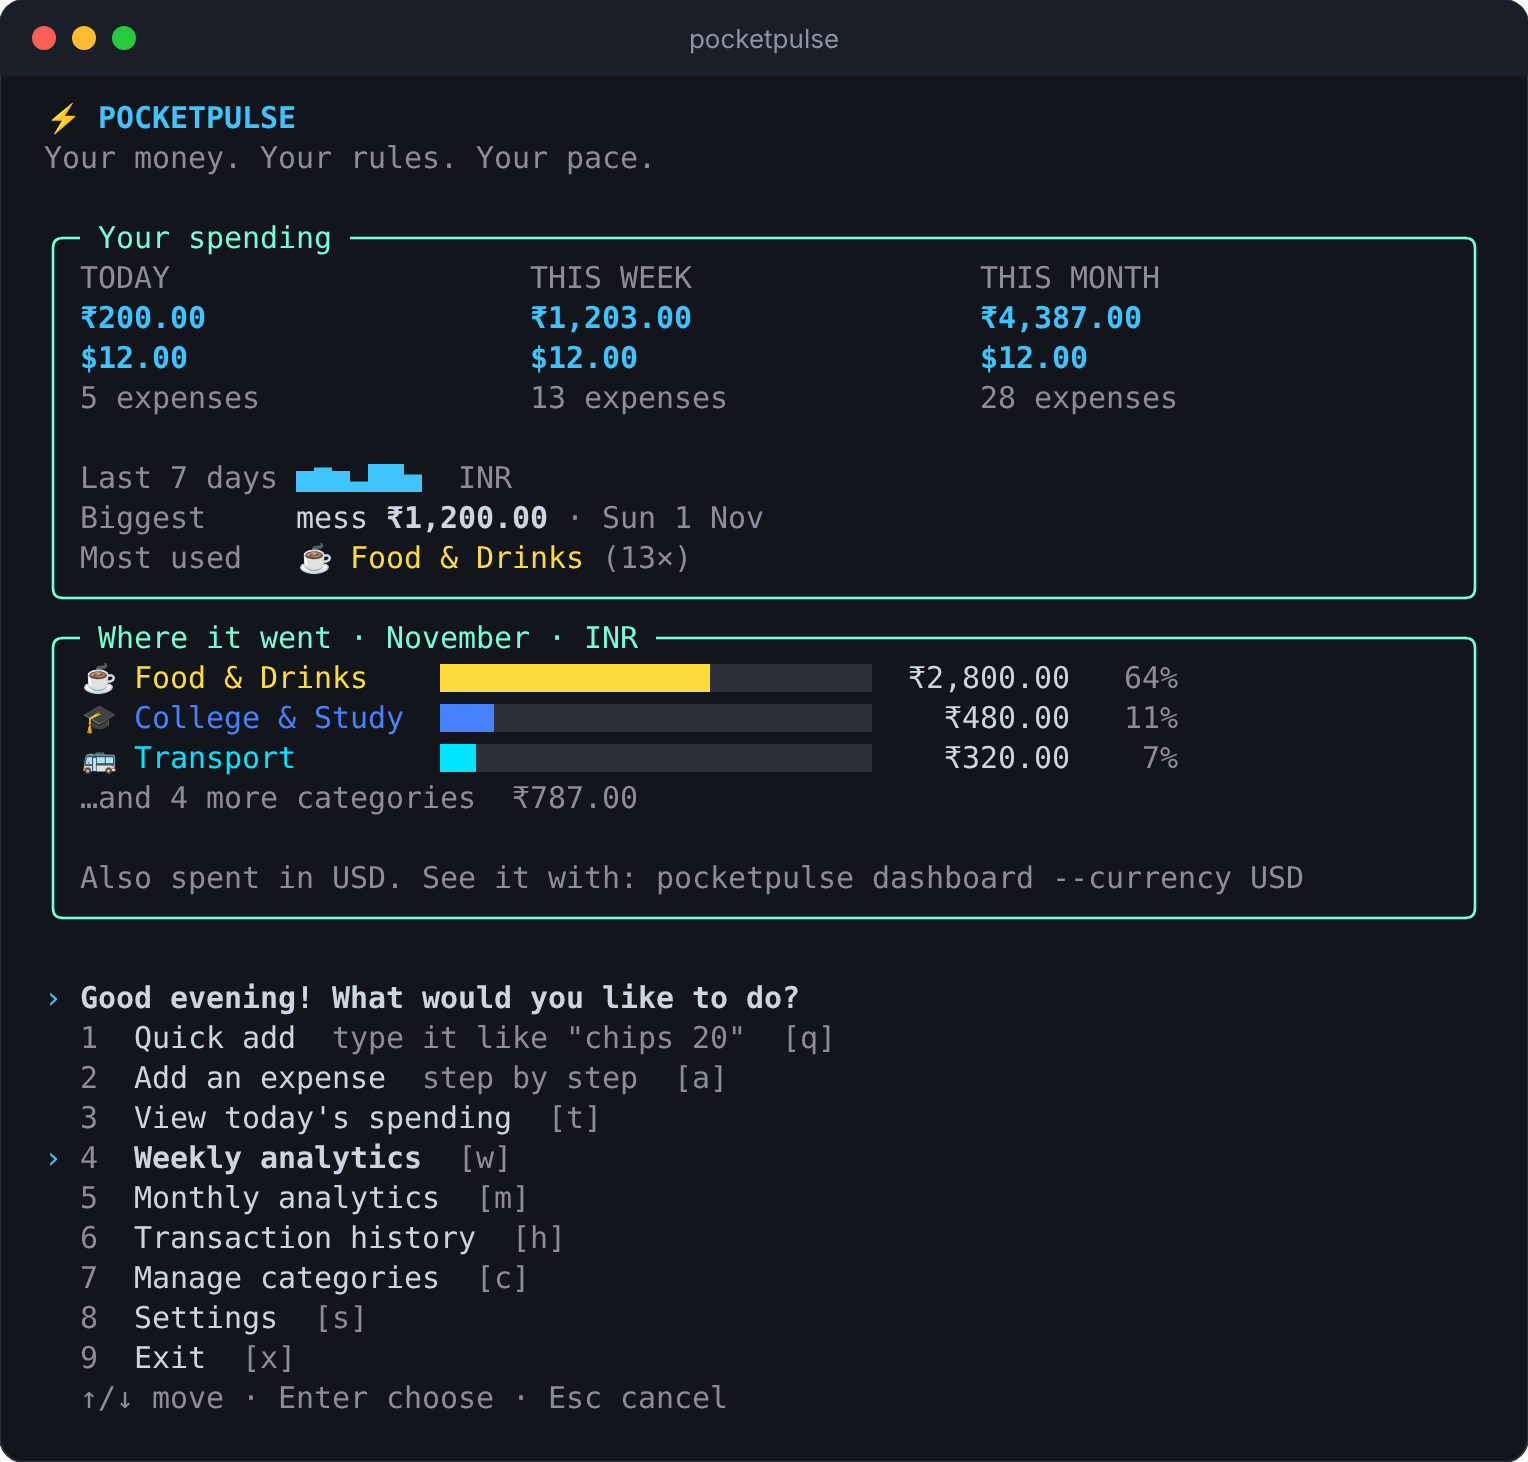 pocketpulse
⚡ POCKETPULSE
Your money. Your rules. Your pace.
Your spending
TODAY THIS WEEK THIS MONTH
₹200.00 ₹1,203.00 ₹4,387.00
$12.00 $12.00 $12.00
5 expenses 13 expenses 28 expenses
Last 7 days INR
Biggest mess ₹1,200.00 · Sun 1 Nov
Most used ☕ Food & Drinks (13×)
Where it went · November · INR
☕ Food & Drinks ₹2,800.00 64%
🎓 College & Study ₹480.00 11%
🚌 Transport ₹320.00 7%
…and 4 more categories ₹787.00
Also spent in USD. See it with: pocketpulse dashboard --currency USD
› Good evening! What would you like to do?
1 Quick add type it like "chips 20" [q]
2 Add an expense step by step [a]
3 View today's spending [t]
› 4 Weekly analytics [w]
5 Monthly analytics [m]
6 Transaction history [h]
7 Manage categories [c]
8 Settings [s]
9 Exit [x]
↑/↓ move · Enter choose · Esc cancel